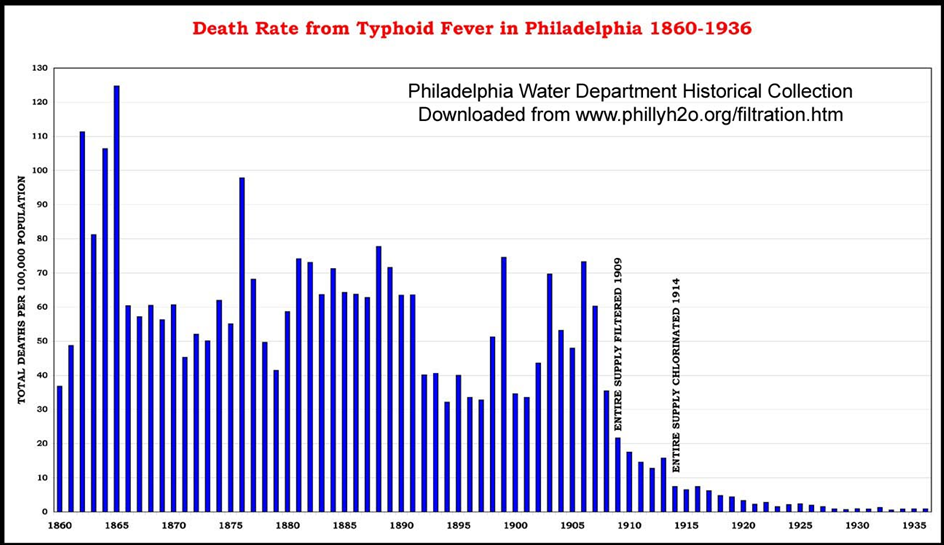 Death Rate from Typhoid Fever in Philadelphia 1860-1936
Philadelphia Water Department Historical Collection
Downloaded from www.phillyh2o.org/filtration.htm
TOTAL DEATHS PER 100,000 POPULATION
130
120
110
100
90
80
70
60
50
40
30
20
10
0
ENTIRE SUPPLY FILTERED 1909
ENTIRE SUPPLY CHLORINATED 1914
1860 1865 1870 1875 1880 1885 1890 1895 1900 1905 1910 1915 1920 1925 1930 1935